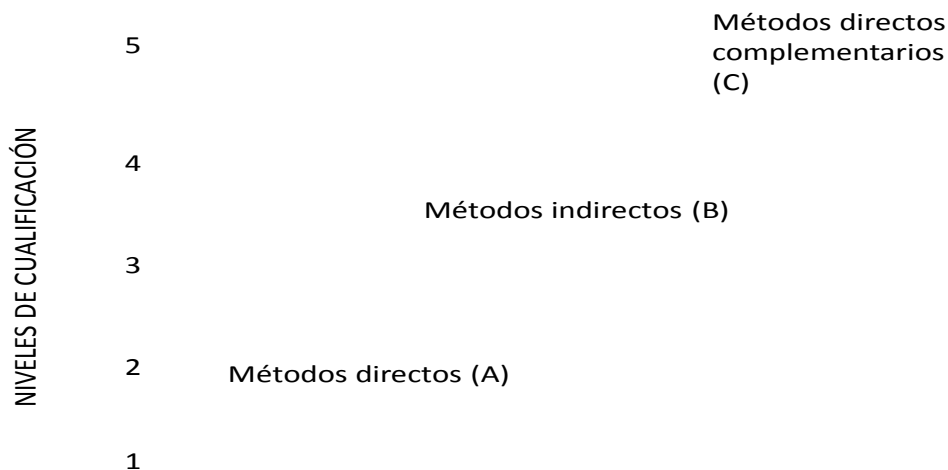 Métodos directos
complementarios
(C)
5
4
Métodos indirectos (B)
3
2
Métodos directos (A)
1
NIVELES DE CUALIFICACIÓN